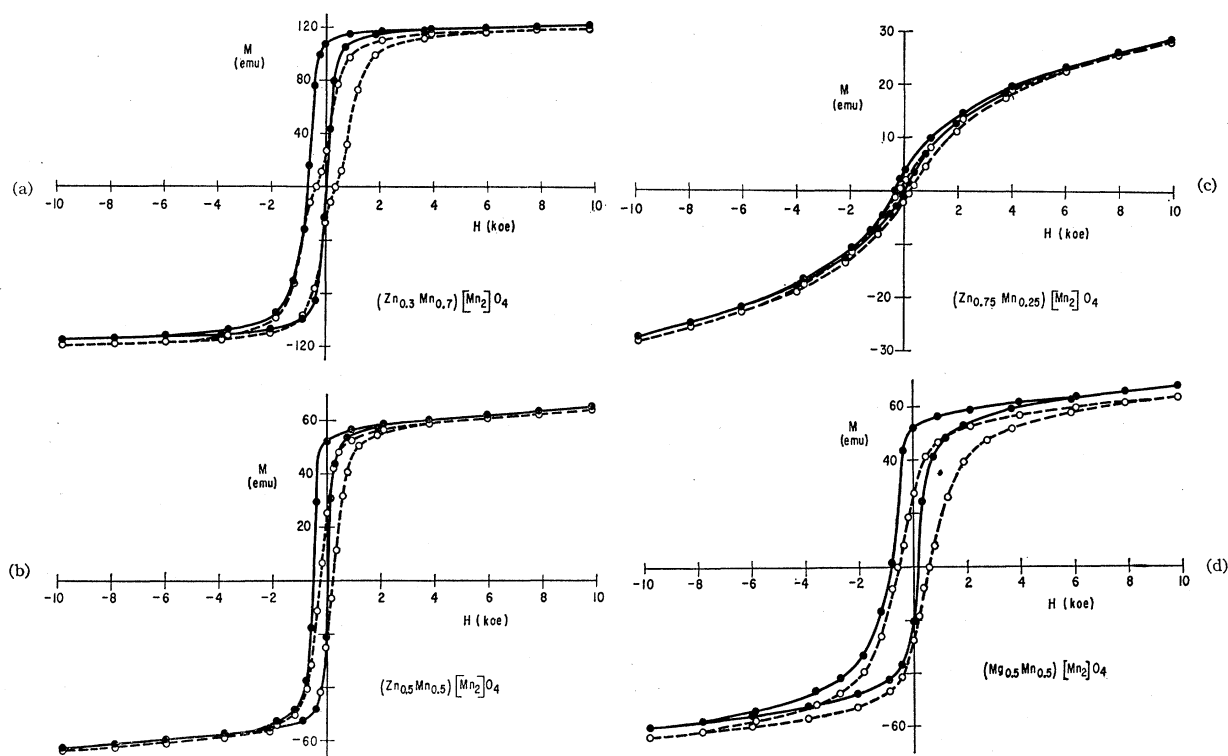 120
M
(emu)
80
40
(a)
-10 -8 -6 -4 -2 2 4 6 8 10
H (koe)
(Zn0.3 Mn0.7) [Mn2] O4
-120
30
20
M
(emu)
10
(c)
-10 -8 -6 -4 -2 2 4 6 8 10
H (koe)
(Zn0.75 Mn0.25) [Mn2] O4
-20
-30
60
M
(emu)
40
20
(b)
-10 -8 -6 -4 -2 2 4 6 8 10
H (koe)
(Zn0.5 Mn0.5) [Mn2] O4
-60
60
M
(emu)
40
20
(d)
-10 -8 -6 -4 -2 2 4 6 8 10
H (koe)
(Mg0.5 Mn0.5) [Mn2] O4
-60